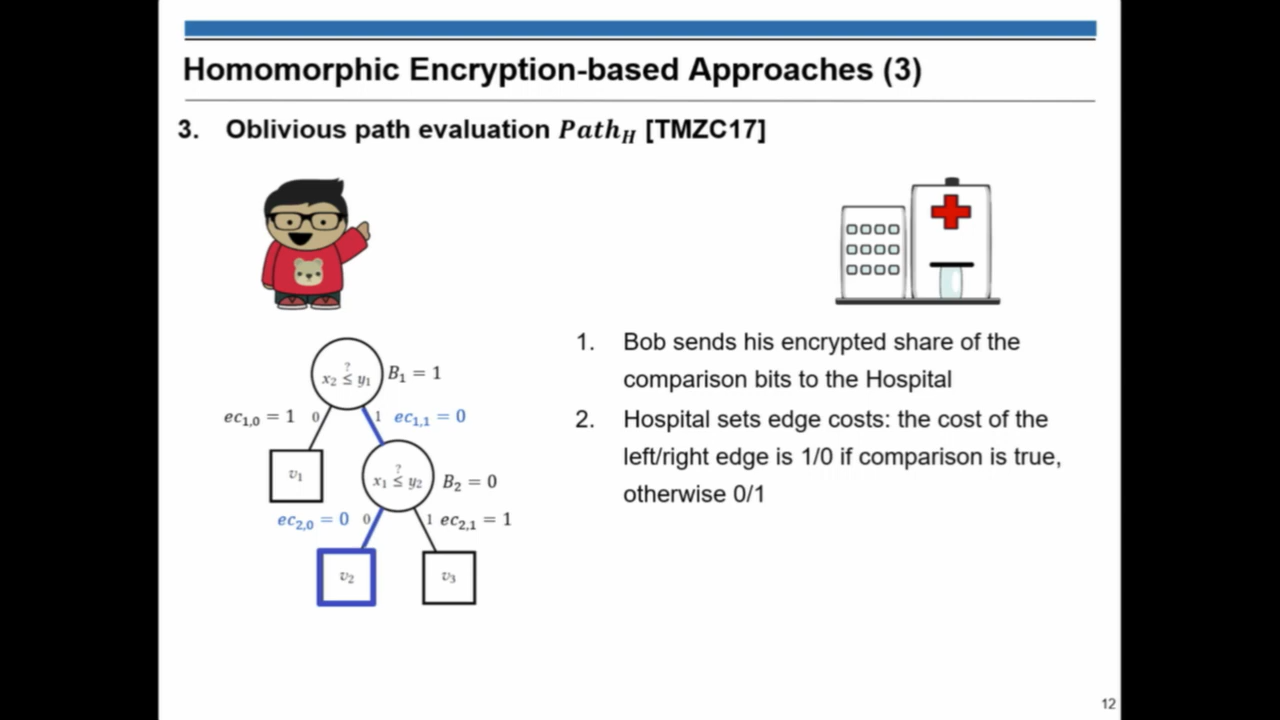 Homomorphic Encryption-based Approaches (3)
3. Oblivious path evaluation Path_H [TMZC17]
x₂ ≤? y₁ B₁ = 1
ec₁,₀ = 1 0 1 ec₁,₁ = 0
v₁ x₁ ≤? y₂ B₂ = 0
ec₂,₀ = 0 0 1 ec₂,₁ = 1
v₂ v₃
1. Bob sends his encrypted share of the
comparison bits to the Hospital
2. Hospital sets edge costs: the cost of the
left/right edge is 1/0 if comparison is true,
otherwise 0/1
12